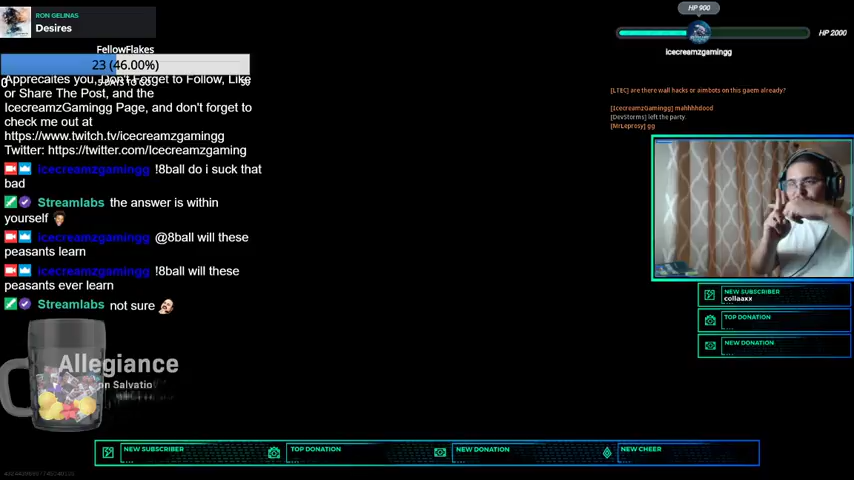 RON GELINAS
Desires
FellowFlakes
23 (46.00%)
Apprecaites you, Don't Forget to Follow, Like
or Share The Post, and the
IcecreamzGamingg Page, and don't forget to
check me out at
https://www.twitch.tv/icecreamzgamingg
Twitter: https://twitter.com/Icecreamzgaming
icecreamzgamingg !8ball do i suck that
bad
Streamlabs the answer is within
yourself
icecreamzgamingg @8ball will these
peasants learn
icecreamzgamingg !8ball will these
peasants ever learn
Streamlabs not sure
Allegiance
on Salvatio
HP 900
HP 2000
icecreamzgamingg
[LTEC] are there wall hacks or aimbots on this gaem already?
[IcecreamzGamingg] mahhhhdood
[DevStorms] left the party.
[MrLeprosy] gg
NEW SUBSCRIBER
collaaxx
TOP DONATION
....
NEW DONATION
....
NEW SUBSCRIBER
....
TOP DONATION
....
NEW DONATION
....
NEW CHEER
....